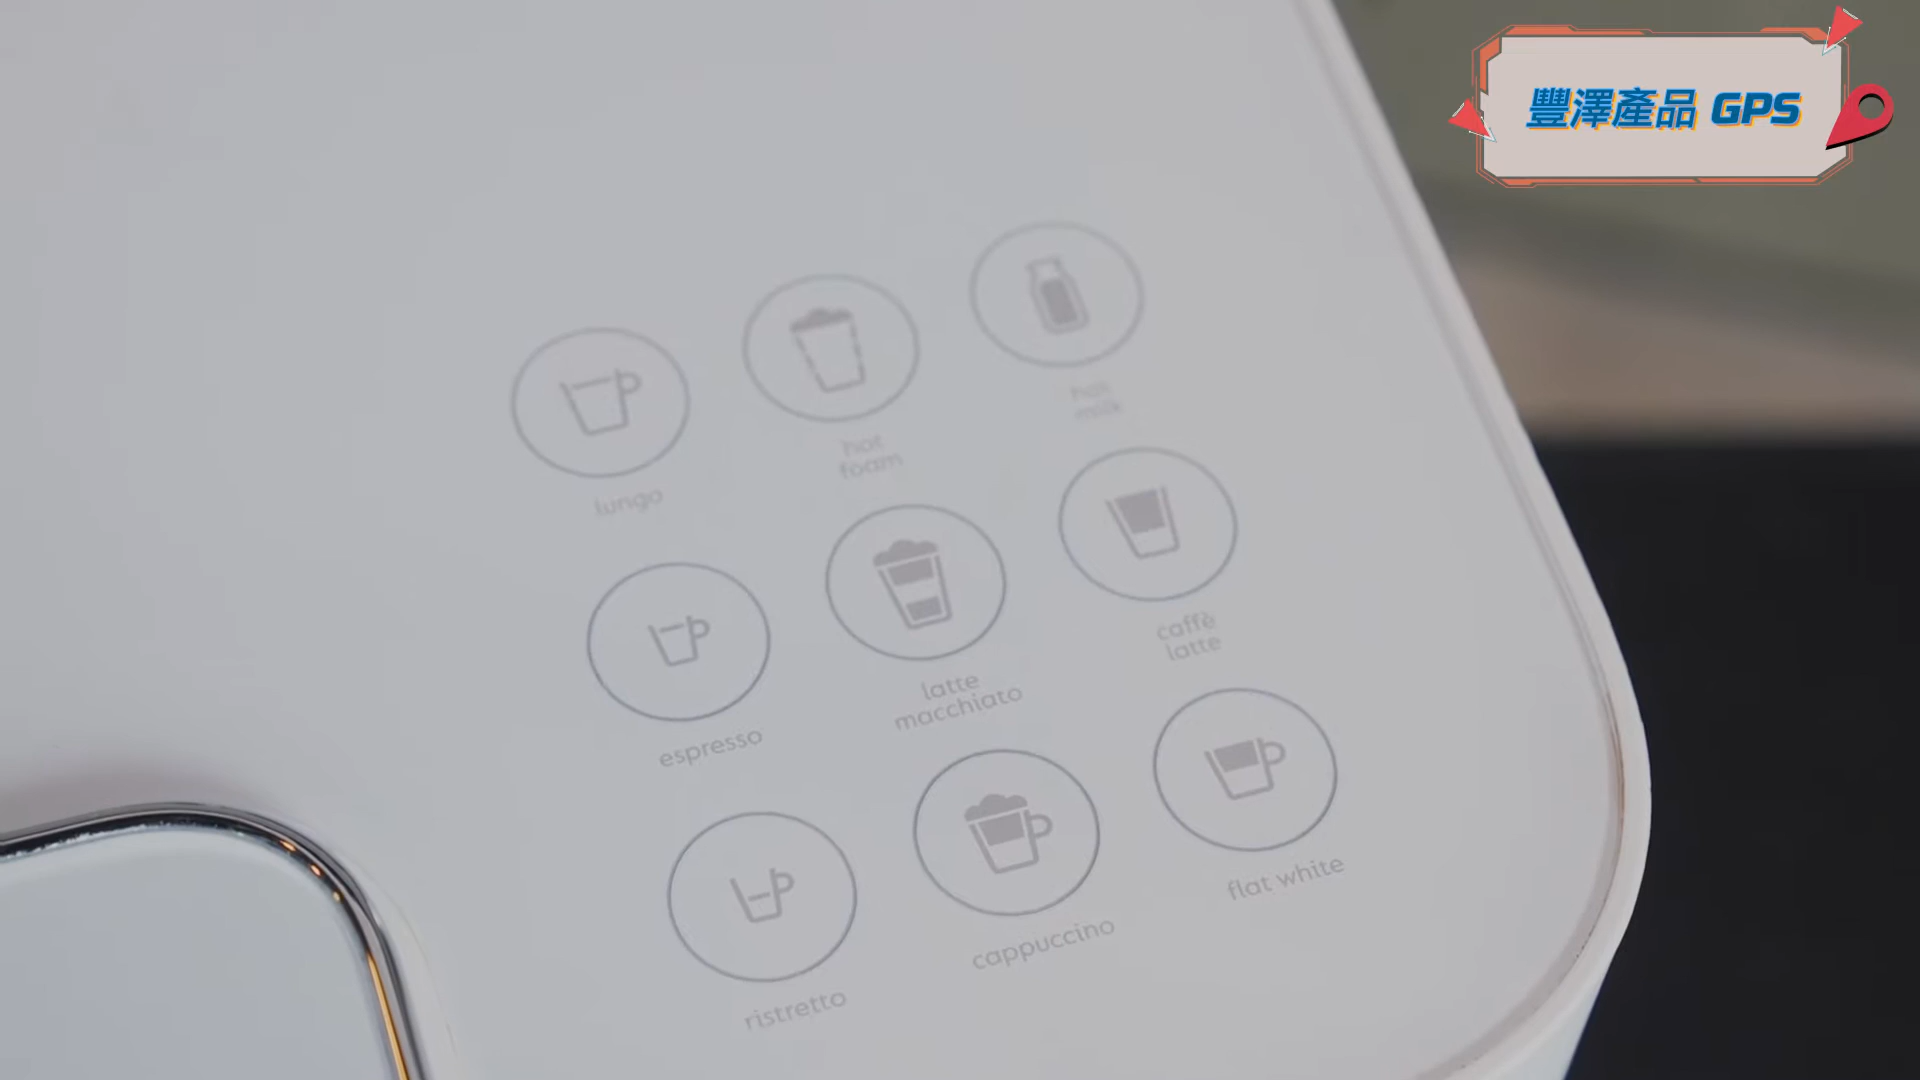 豐澤產品 GPS
hot
milk
hot
foam
lungo
caffè
latte
latte
macchiato
espresso
flat white
cappuccino
ristretto